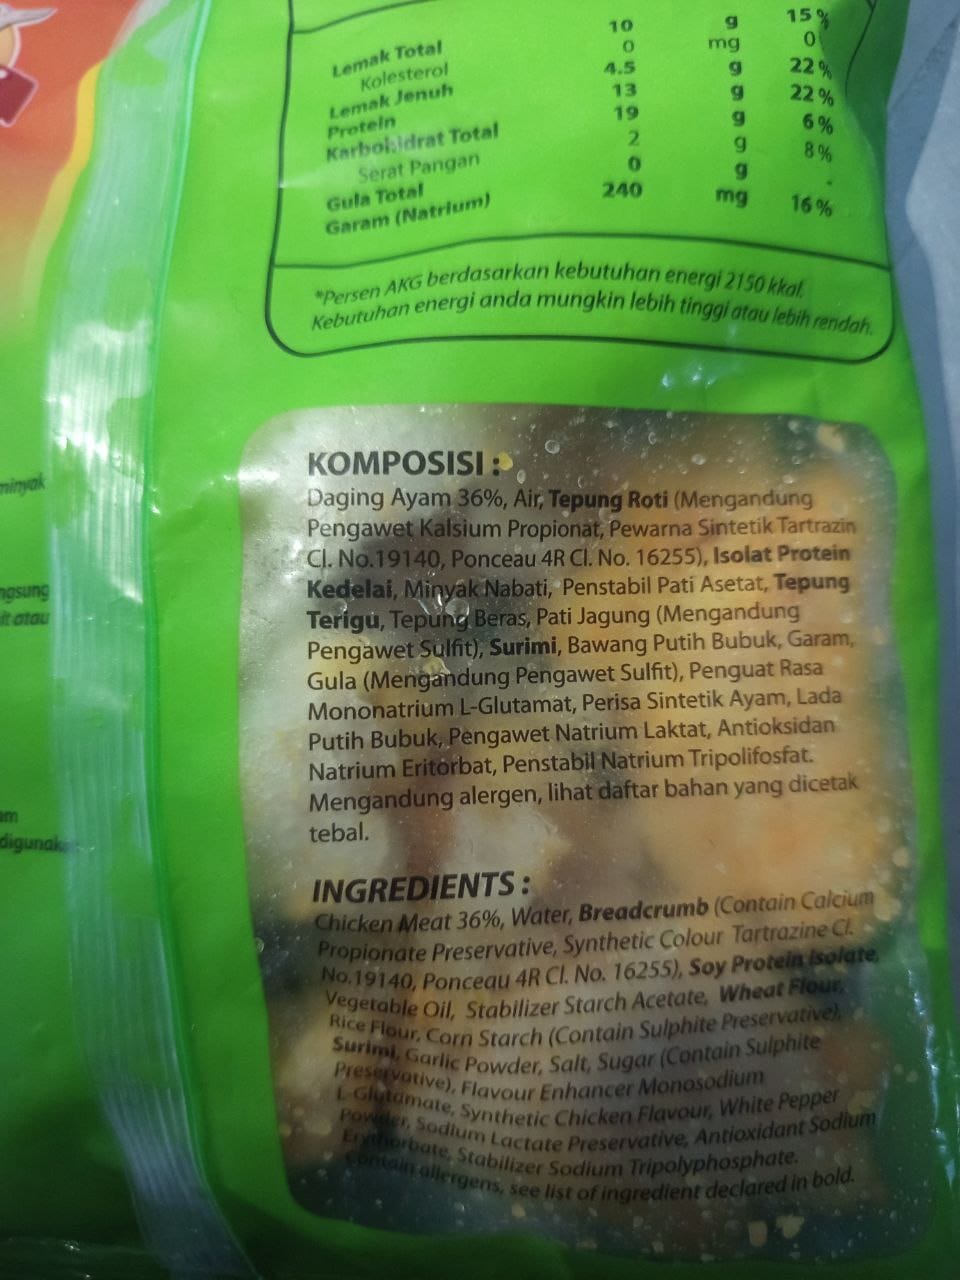 Lemak Total 10 g 15 %
Kolesterol 0 mg 0
Lemak Jenuh 4.5 g 22 %
Protein 13 g 22 %
Karbohidrat Total 19 g 6 %
Serat Pangan 2 g 8 %
Gula Total 0 g -
Garam (Natrium) 240 mg 16 %
*Persen AKG berdasarkan kebutuhan energi 2150 kkal.
Kebutuhan energi anda mungkin lebih tinggi atau lebih rendah.
minyak
it atau
digunak
KOMPOSISI :
Daging Ayam 36%, Air, Tepung Roti (Mengandung
Pengawet Kalsium Propionat, Pewarna Sintetik Tartrazin
Cl. No.19140, Ponceau 4R Cl. No. 16255), Isolat Protein
Kedelai, Minyak Nabati, Penstabil Pati Asetat, Tepung
Terigu, Tepung Beras, Pati Jagung (Mengandung
Pengawet Sulfit), Surimi, Bawang Putih Bubuk, Garam,
Gula (Mengandung Pengawet Sulfit), Penguat Rasa
Mononatrium L-Glutamat, Perisa Sintetik Ayam, Lada
Putih Bubuk, Pengawet Natrium Laktat, Antioksidan
Natrium Eritorbat, Penstabil Natrium Tripolifosfat.
Mengandung alergen, lihat daftar bahan yang dicetak
tebal.
INGREDIENTS :
Chicken Meat 36%, Water, Breadcrumb (Contain Calcium
Propionate Preservative, Synthetic Colour Tartrazine Cl.
No.19140, Ponceau 4R Cl. No. 16255), Soy Protein Isolate,
Vegetable Oil, Stabilizer Starch Acetate, Wheat Flour,
Rice Flour, Corn Starch (Contain Sulphite Preservative),
Surimi, Garlic Powder, Salt, Sugar (Contain Sulphite
Preservative), Flavour Enhancer Monosodium
L-Glutamate, Synthetic Chicken Flavour, White Pepper
Powder, Sodium Lactate Preservative, Antioxidant Sodium
Erythorbate, Stabilizer Sodium Tripolyphosphate.
Contain allergens, see list of ingredient declared in bold.